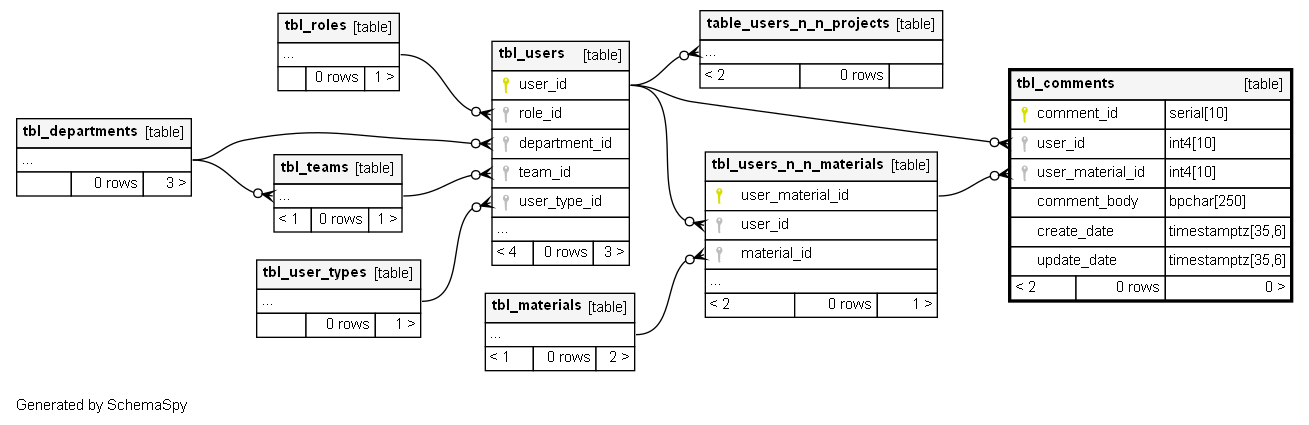 tbl_roles [table]
...
0 rows 1 >
tbl_departments [table]
...
0 rows 3 >
tbl_teams [table]
...
< 1 0 rows 1 >
tbl_user_types [table]
...
0 rows 1 >
tbl_users [table]
user_id
role_id
department_id
team_id
user_type_id
...
< 4 0 rows 3 >
tbl_materials [table]
...
< 1 0 rows 2 >
table_users_n_n_projects [table]
...
< 2 0 rows
tbl_users_n_n_materials [table]
user_material_id
user_id
material_id
...
< 2 0 rows 1 >
tbl_comments [table]
comment_id serial[10]
user_id int4[10]
user_material_id int4[10]
comment_body bpchar[250]
create_date timestamptz[35,6]
update_date timestamptz[35,6]
< 2 0 rows 0 >
Generated by SchemaSpy